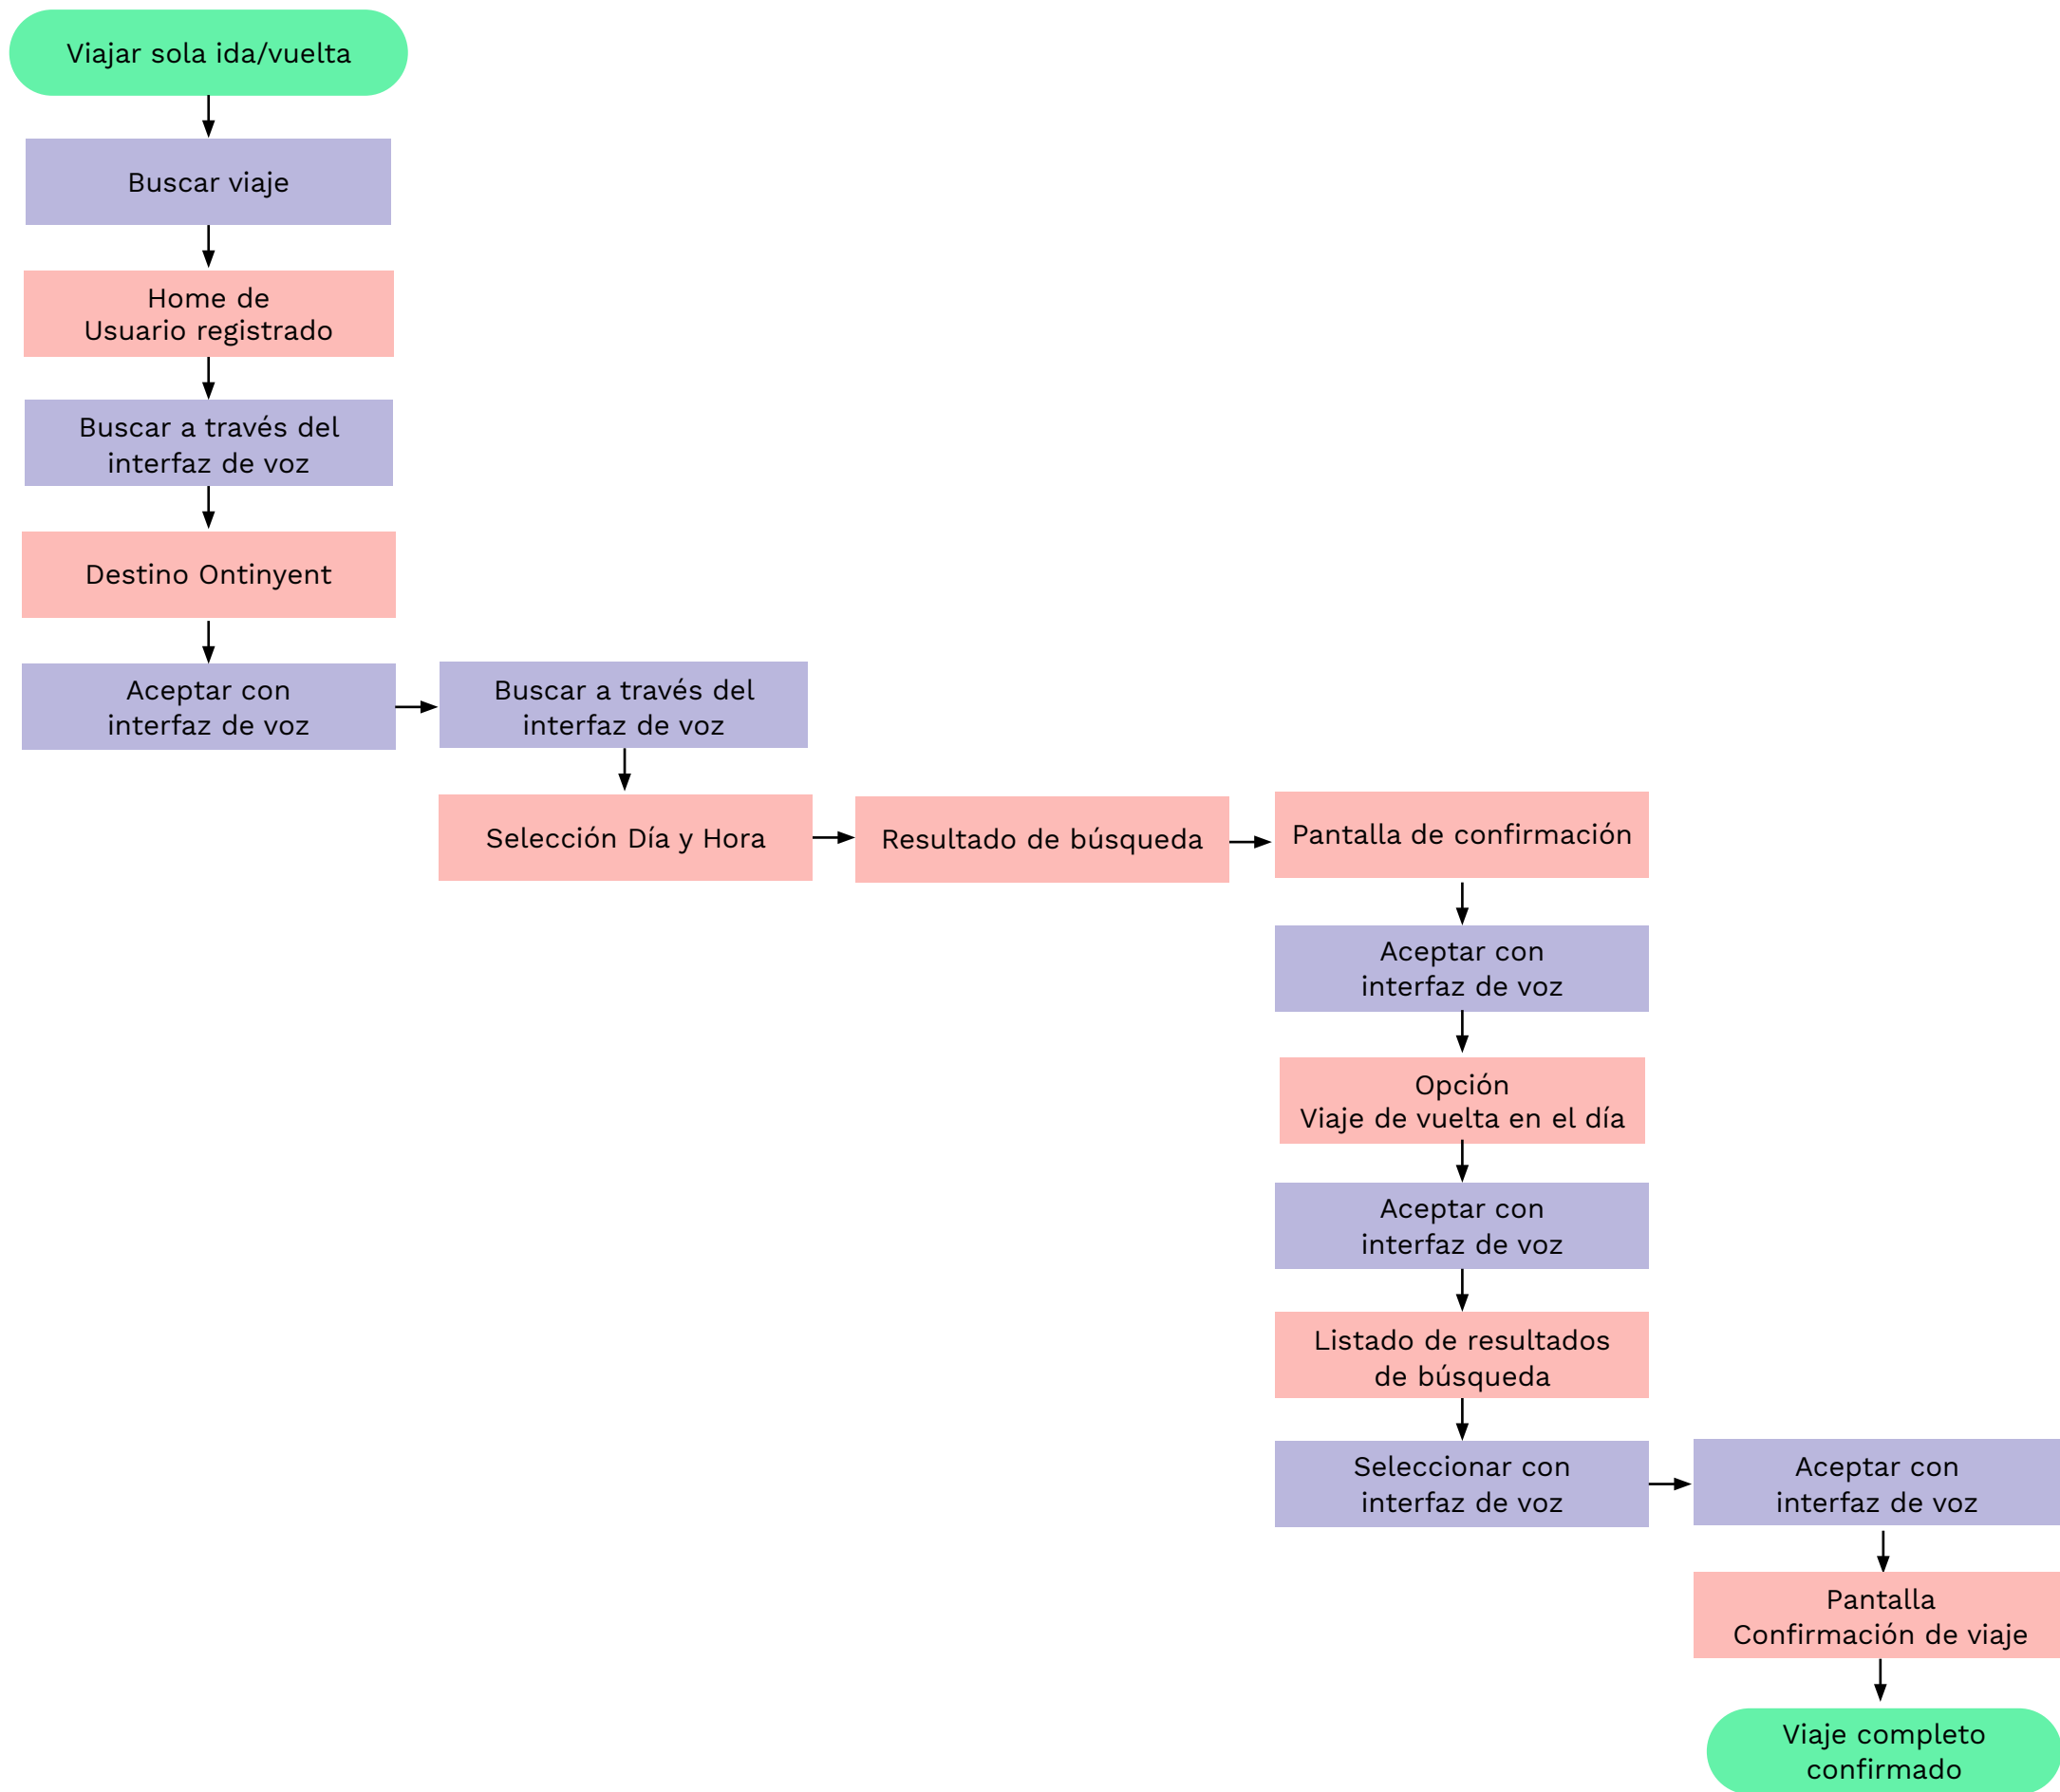 Viajar sola ida/vuelta
Buscar viaje
Home de
Usuario registrado
Buscar a través del
interfaz de voz
Destino Ontinyent
Aceptar con
interfaz de voz
Buscar a través del
interfaz de voz
Selección Día y Hora
Resultado de búsqueda
Pantalla de confirmación
Aceptar con
interfaz de voz
Opción
Viaje de vuelta en el día
Aceptar con
interfaz de voz
Listado de resultados
de búsqueda
Seleccionar con
interfaz de voz
Aceptar con
interfaz de voz
Pantalla
Confirmación de viaje
Viaje completo
confirmado